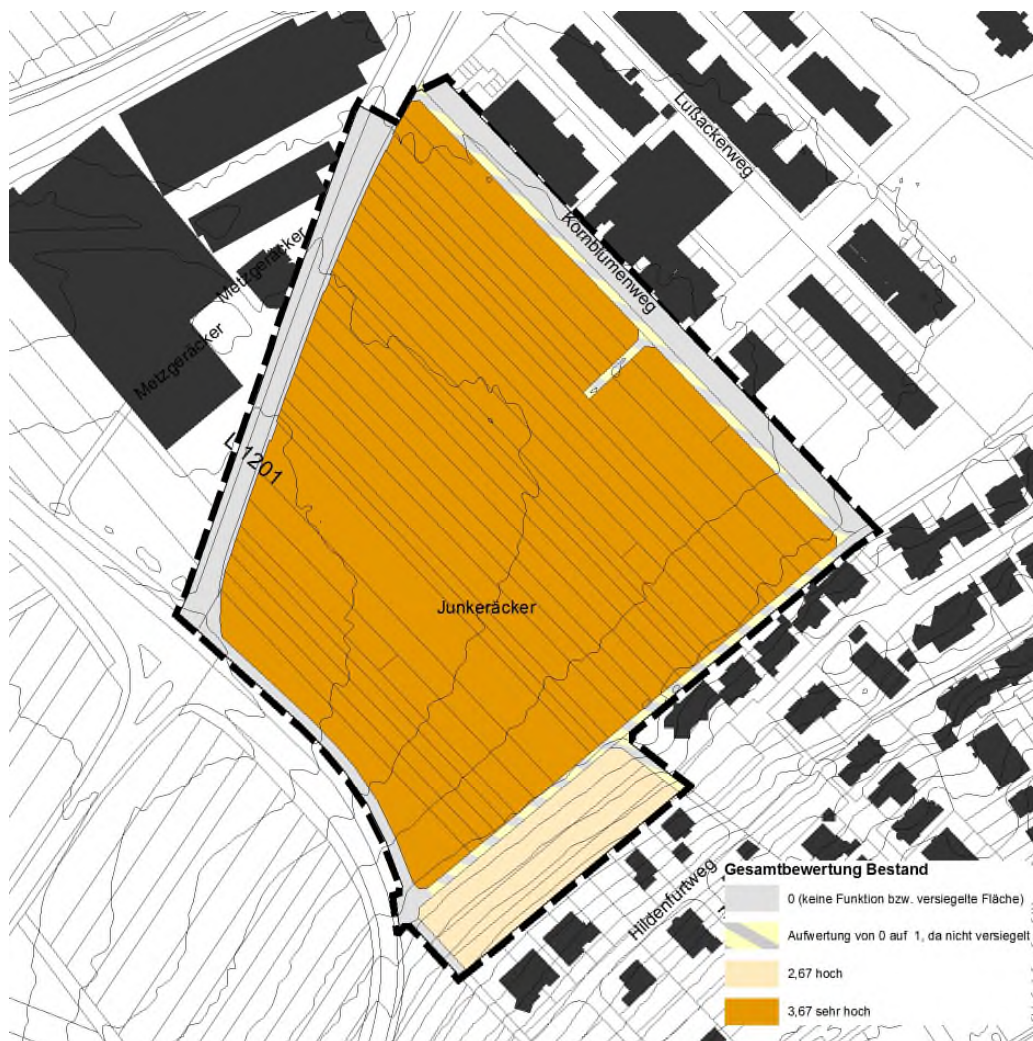 Lußackerweg
Kornblumenweg
Metzgeräcker
Metzgeräcker
L 1201
Junkeräcker
Hildenfurtweg
Gesamtbewertung Bestand
0 (keine Funktion bzw. versiegelte Fläche)
Aufwertung von 0 auf 1, da nicht versiegelt
2,67 hoch
3,67 sehr hoch